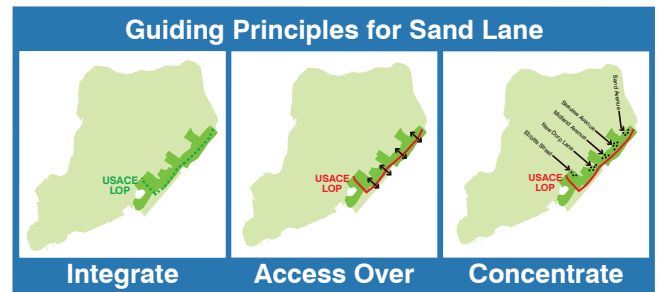 Guiding Principles for Sand Lane
USACE
LOP
Integrate
USACE
LOP
Access Over
Sand Avenue
Seaview Avenue
Midland Avenue
New Dorp Lane
Ebbits Street
USACE
LOP
Concentrate